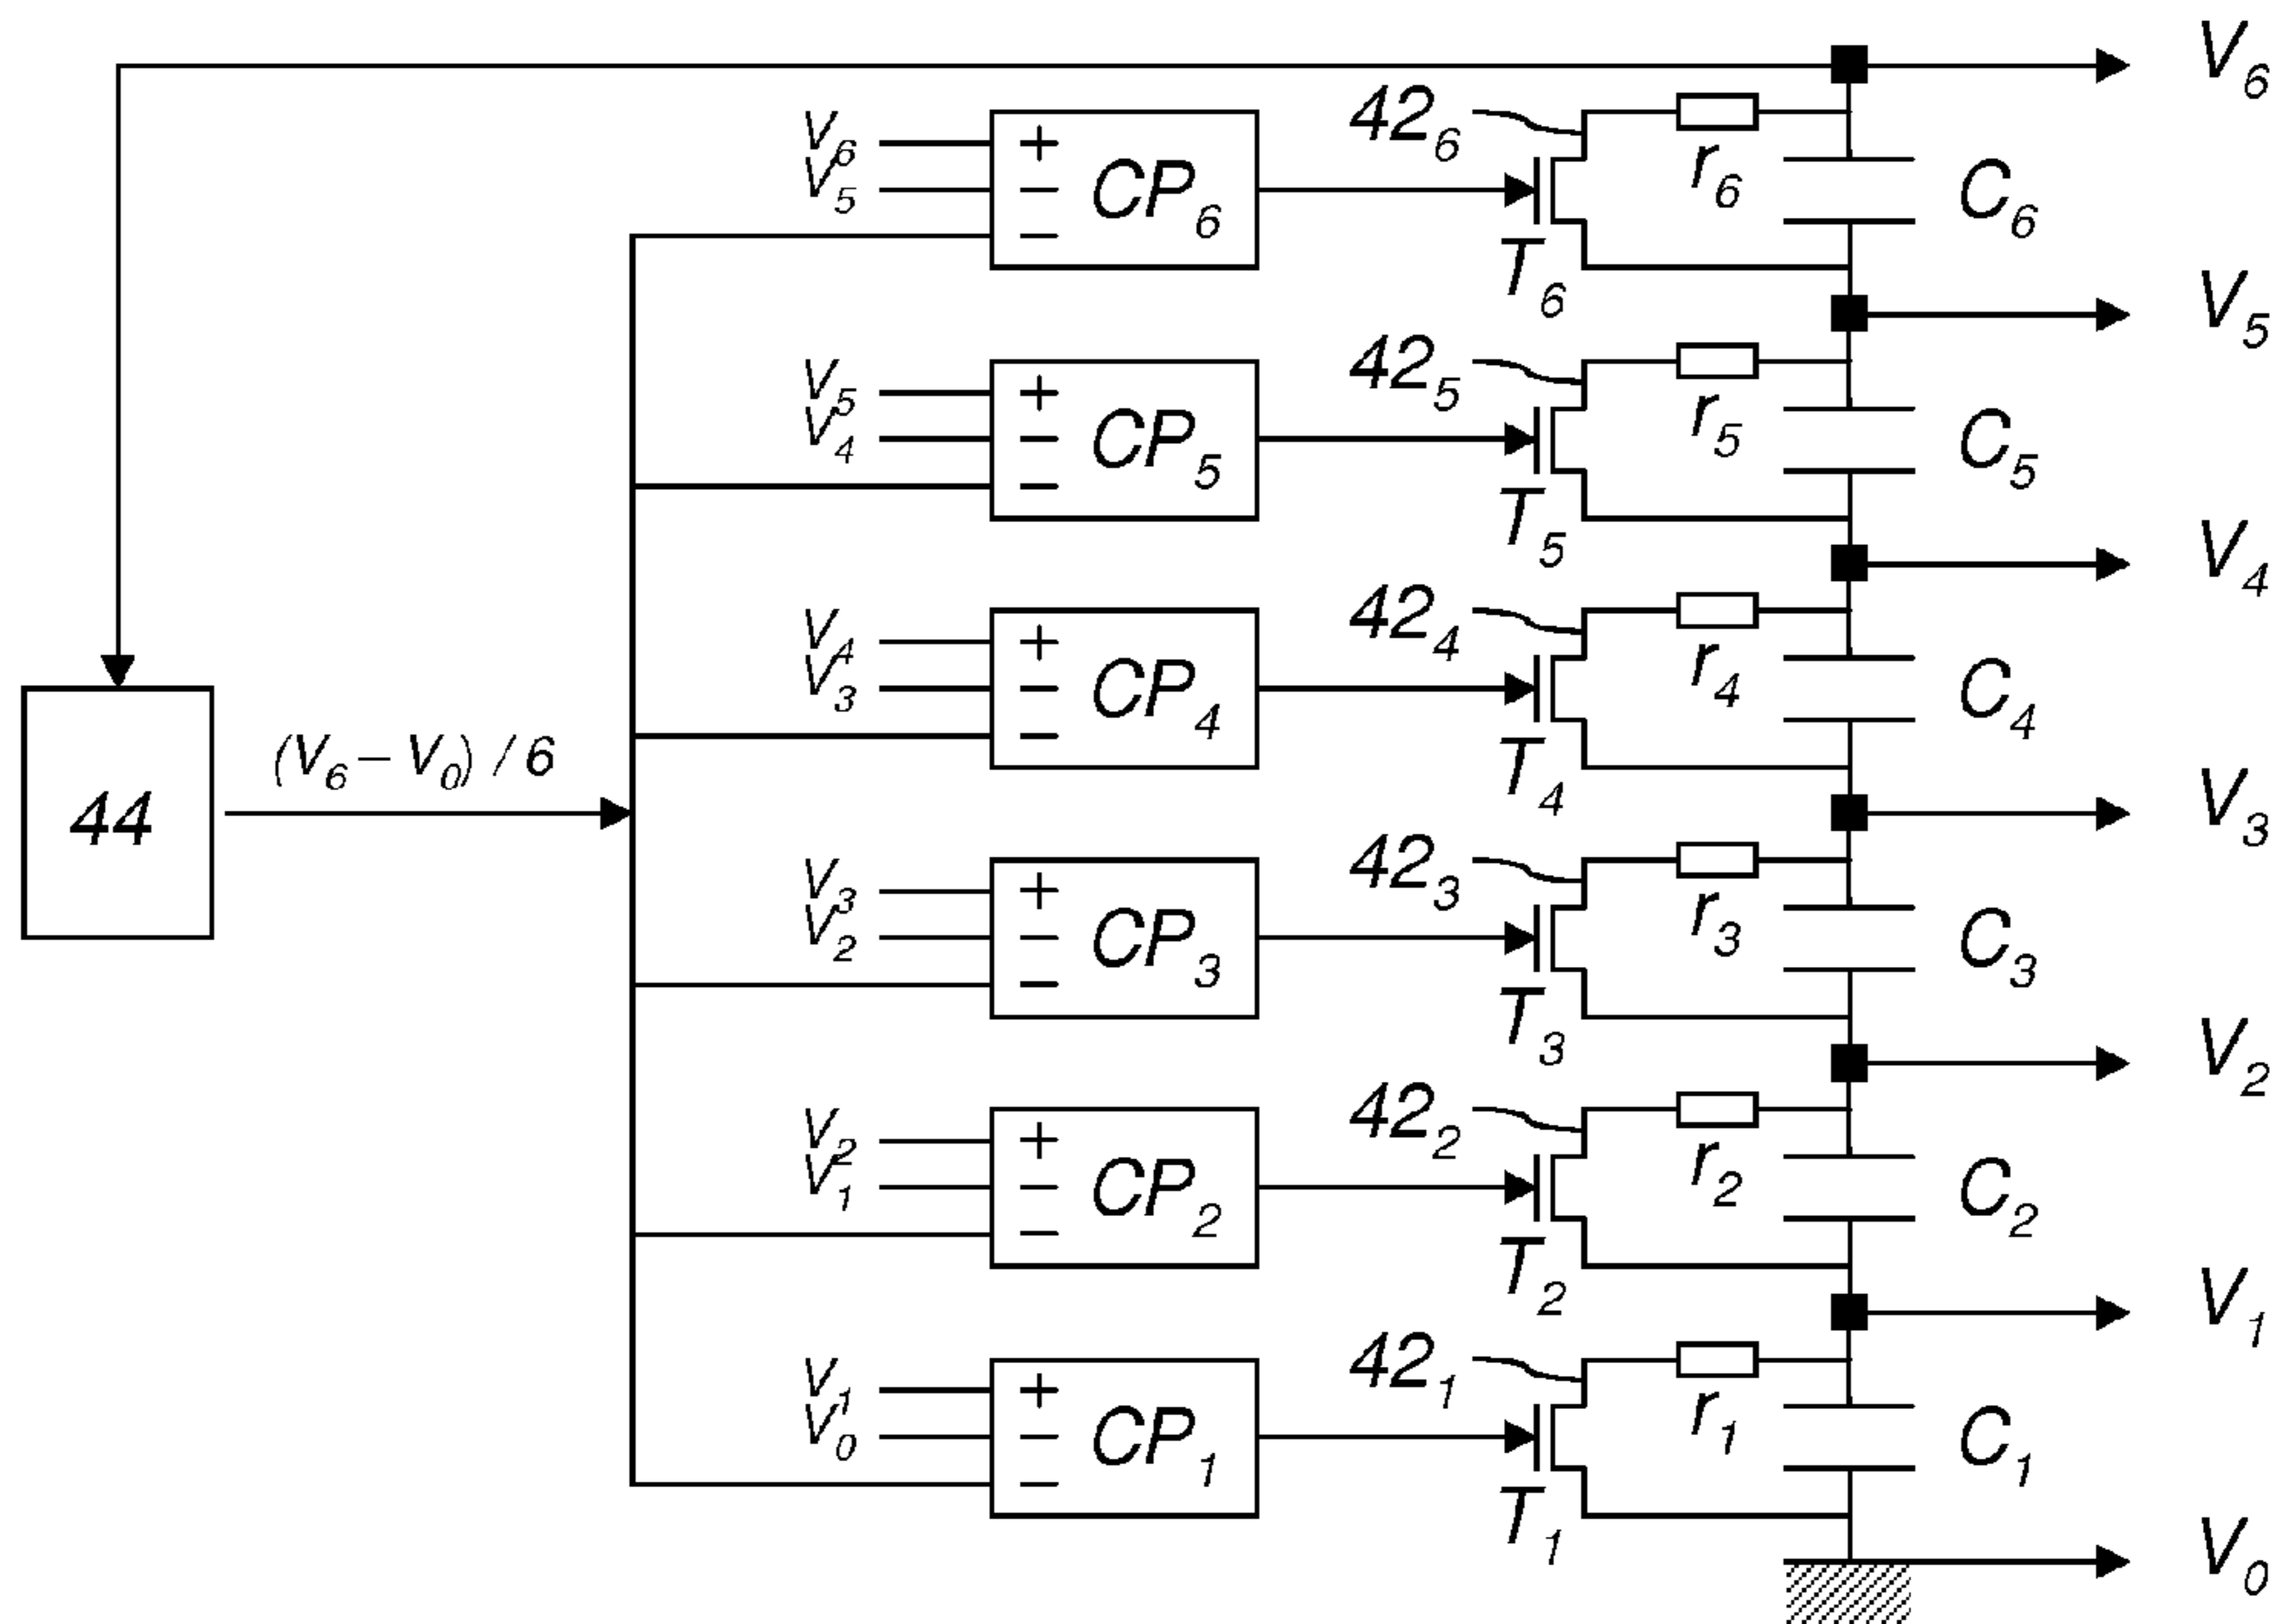 V₆
V₆
V₅
+
−
−
CP₆
42₆
T₆
r₆
C₆
V₅
V₅
V₄
+
−
−
CP₅
42₅
T₅
r₅
C₅
V₄
V₄
V₃
+
−
−
CP₄
42₄
T₄
r₄
C₄
44
(V₆ − V₀) / 6
V₃
V₃
V₂
+
−
−
CP₃
42₃
T₃
r₃
C₃
V₂
V₂
V₁
+
−
−
CP₂
42₂
T₂
r₂
C₂
V₁
V₁
V₀
+
−
−
CP₁
42₁
T₁
r₁
C₁
V₀